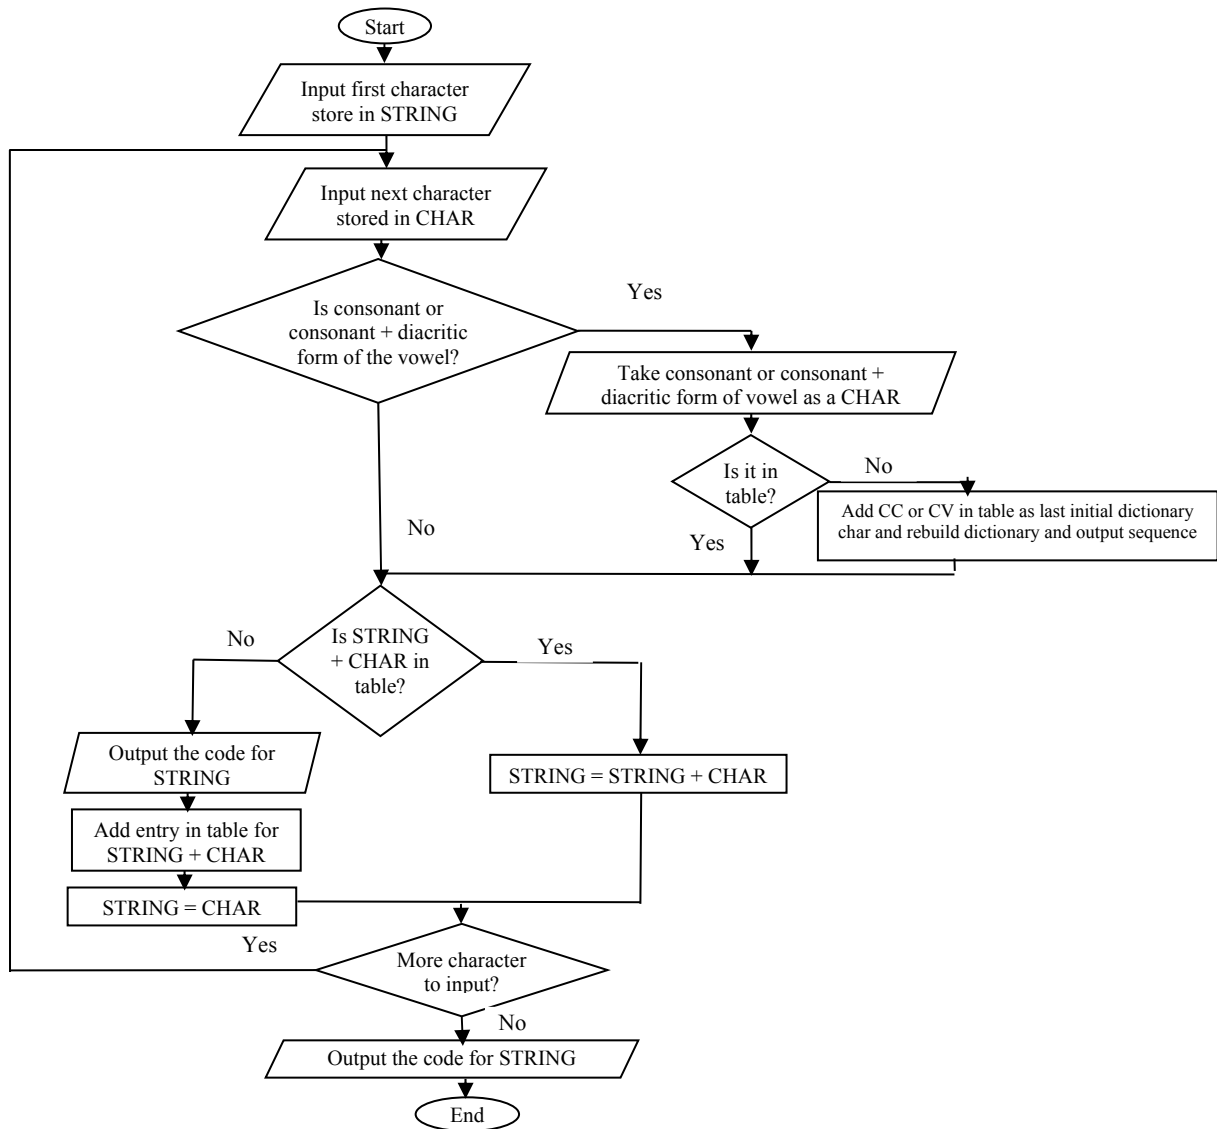 Start
Input first character
store in STRING
Input next character
stored in CHAR
Is consonant or
consonant + diacritic
form of the vowel?
Yes
Take consonant or consonant +
diacritic form of vowel as a CHAR
Is it in
table?
No
Add CC or CV in table as last initial dictionary
char and rebuild dictionary and output sequence
Yes
No
Is STRING
+ CHAR in
table?
No
Yes
Output the code for
STRING
STRING = STRING + CHAR
Add entry in table for
STRING + CHAR
STRING = CHAR
Yes
More character
to input?
No
Output the code for STRING
End